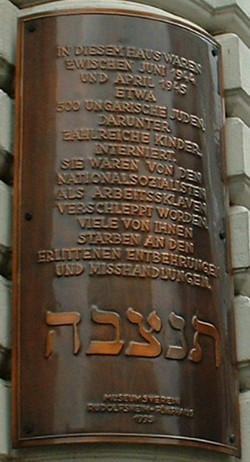 IN DIESEM HAUS WAREN
ZWISCHEN JUNI 1944
UND APRIL 1945
ETWA
500 UNGARISCHE JUDEN,
DARUNTER
ZAHLREICHE KINDER,
INTERNIERT.
SIE WAREN VON DEN
NATIONALSOZIALISTEN
ALS ARBEITSSKLAVEN
VERSCHLEPPT WORDEN.
VIELE VON IHNEN
STARBEN AN DEN
ERLITTENEN ENTBEHRUNGEN
UND MISSHANDLUNGEN.
תנצבה
MUSEUMSVEREIN
RUDOLFSHEIM-FÜNFHAUS
1993